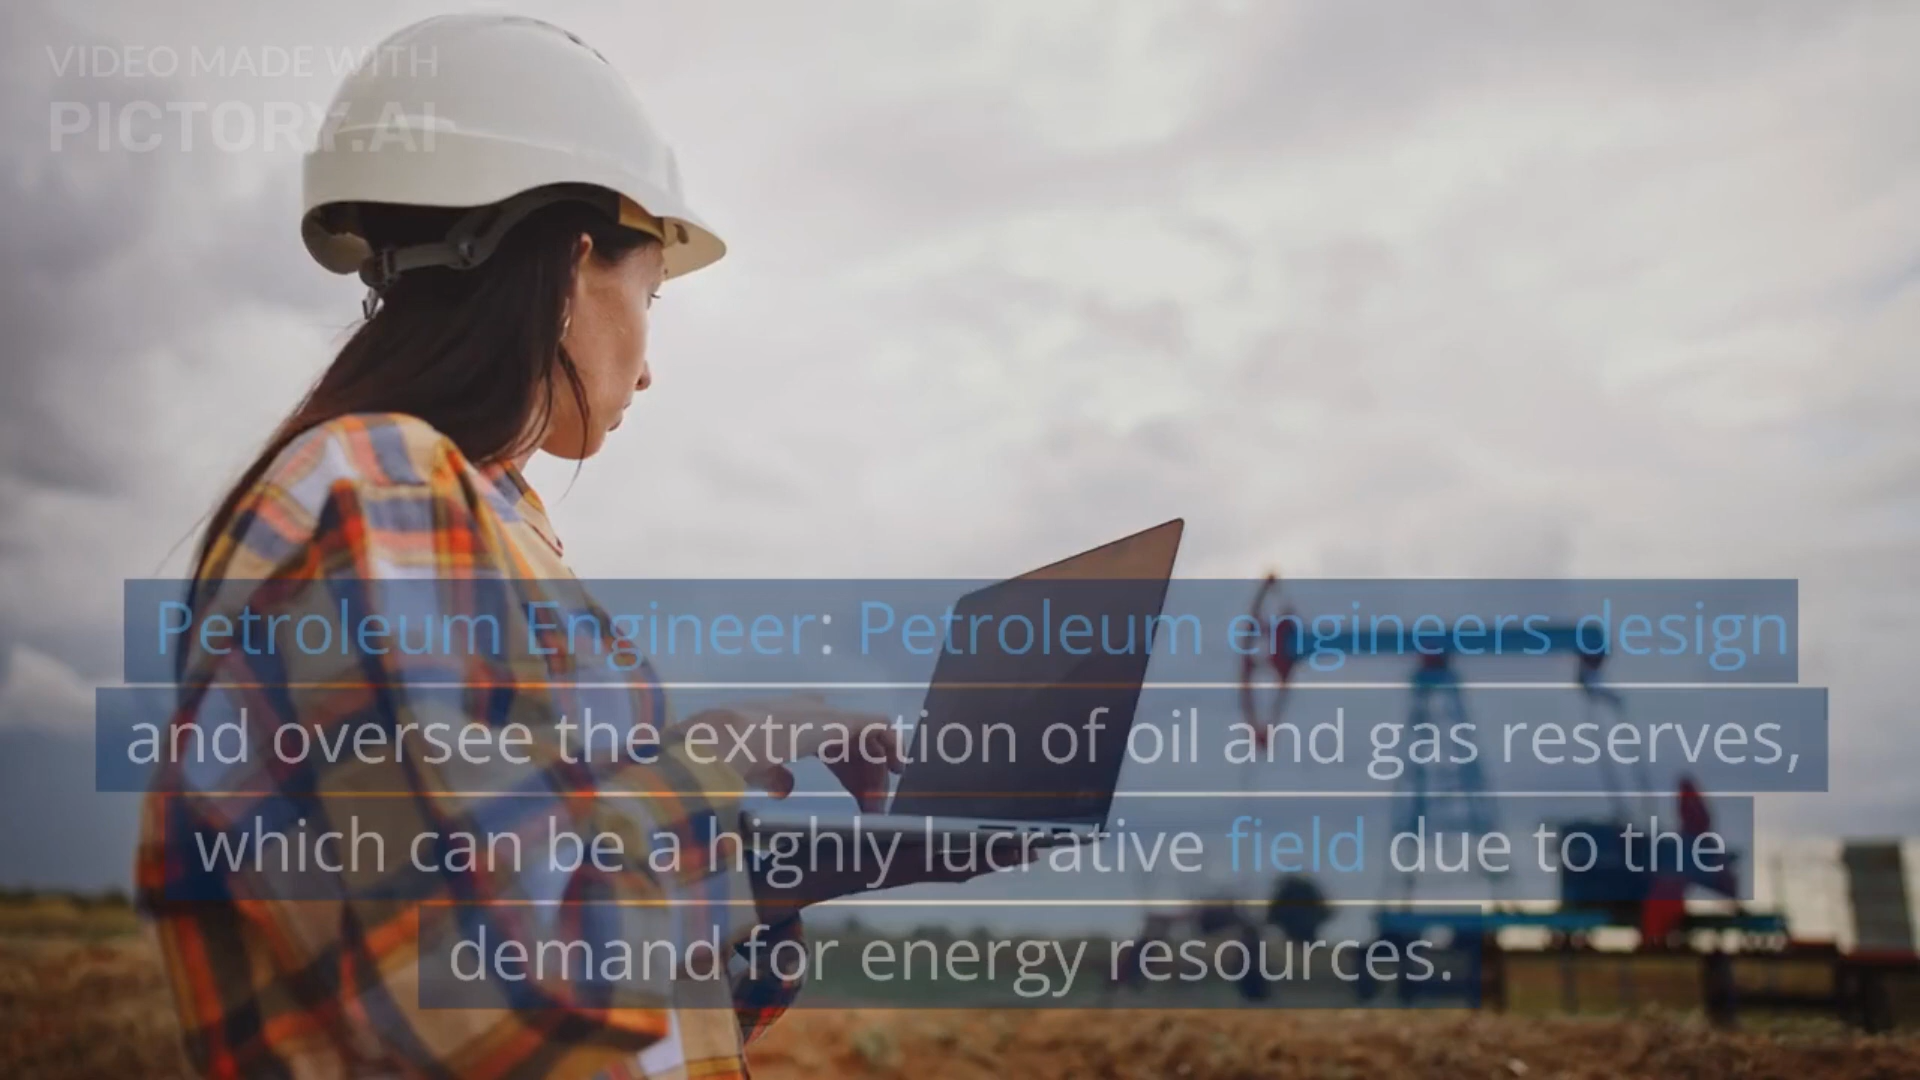 VIDEO MADE WITH
PICTORY.AI
Petroleum Engineer: Petroleum engineers design
and oversee the extraction of oil and gas reserves,
which can be a highly lucrative field due to the
demand for energy resources.